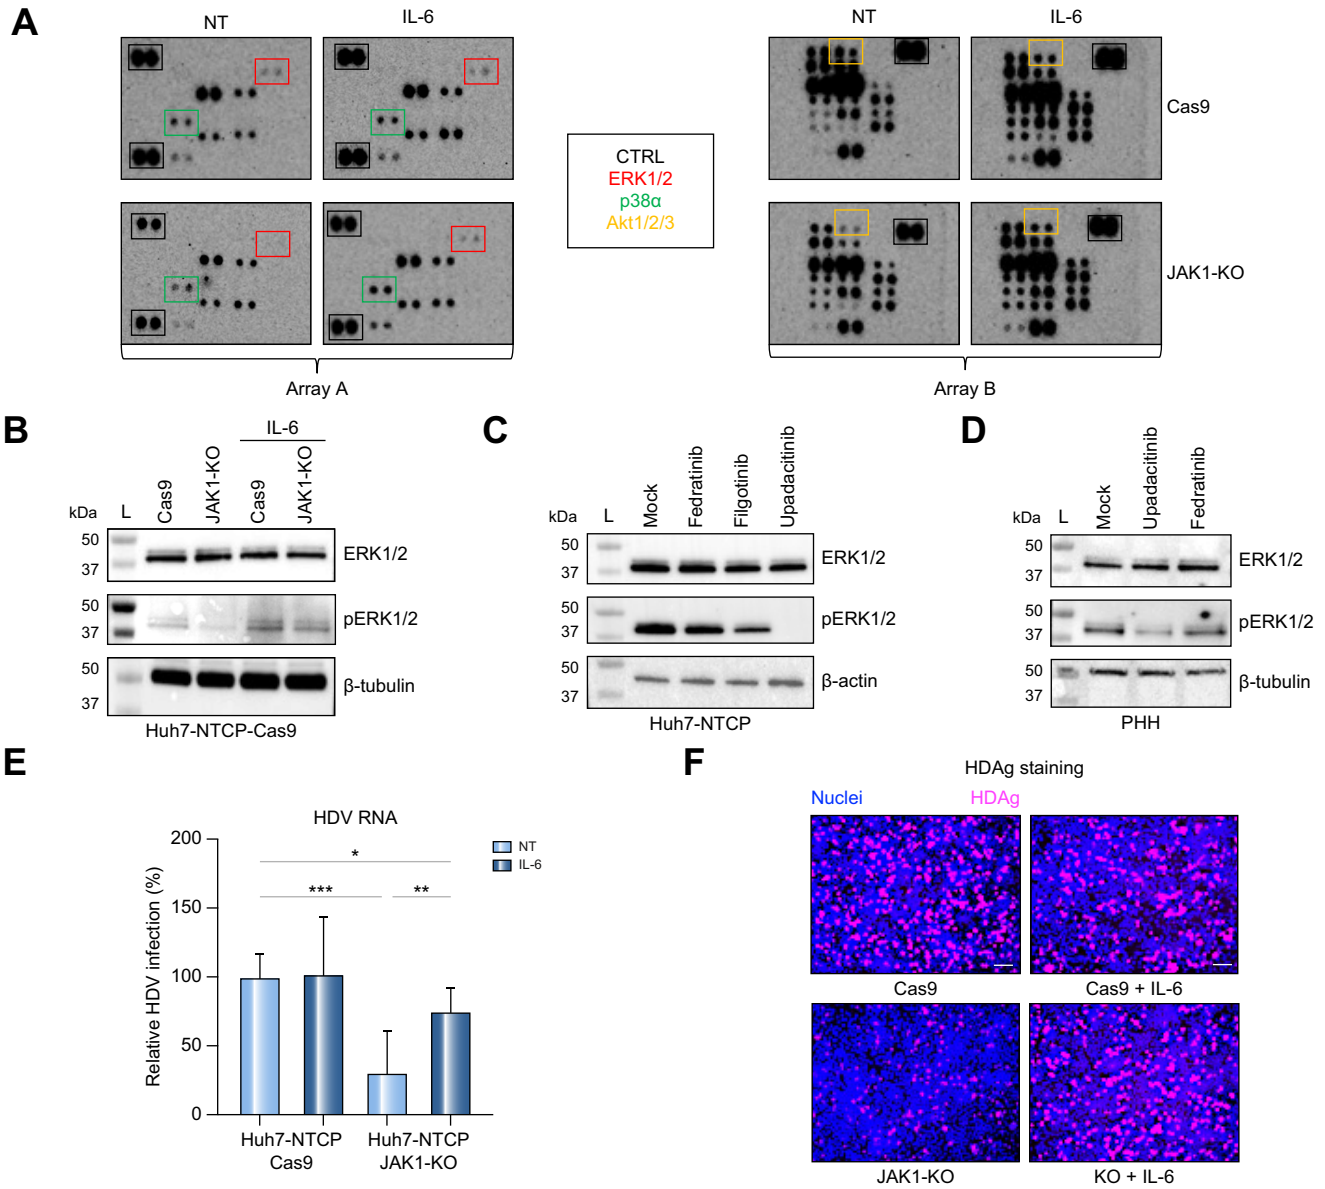 A
NT
IL-6
NT
IL-6
CTRL
ERK1/2
p38α
Akt1/2/3
Cas9
JAK1-KO
Array A
Array B
B
IL-6
kDa
L
Cas9
JAK1-KO
Cas9
JAK1-KO
50
37
ERK1/2
50
37
pERK1/2
50
37
β-tubulin
Huh7-NTCP-Cas9
C
kDa
L
Mock
Fedratinib
Filgotinib
Upadacitinib
50
37
ERK1/2
50
37
pERK1/2
50
37
β-actin
Huh7-NTCP
D
kDa
L
Mock
Upadacitinib
Fedratinib
50
37
ERK1/2
50
37
pERK1/2
50
37
β-tubulin
PHH
E
HDV RNA
Relative HDV infection (%)
200
150
100
50
0
*
***
**
NT
IL-6
Huh7-NTCP
Cas9
Huh7-NTCP
JAK1-KO
F
HDAg staining
Nuclei
HDAg
Cas9
Cas9 + IL-6
JAK1-KO
KO + IL-6